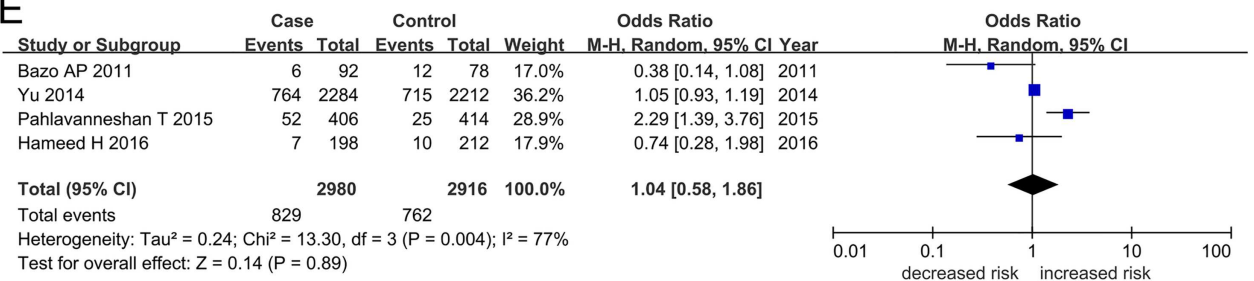 E
Case Control Odds Ratio Odds Ratio
Study or Subgroup Events Total Events Total Weight M-H, Random, 95% CI Year M-H, Random, 95% CI
Bazo AP 2011 6 92 12 78 17.0% 0.38 [0.14, 1.08] 2011
Yu 2014 764 2284 715 2212 36.2% 1.05 [0.93, 1.19] 2014
Pahlavanneshan T 2015 52 406 25 414 28.9% 2.29 [1.39, 3.76] 2015
Hameed H 2016 7 198 10 212 17.9% 0.74 [0.28, 1.98] 2016
Total (95% CI) 2980 2916 100.0% 1.04 [0.58, 1.86]
Total events 829 762
Heterogeneity: Tau² = 0.24; Chi² = 13.30, df = 3 (P = 0.004); I² = 77%
Test for overall effect: Z = 0.14 (P = 0.89)
0.01 0.1 1 10 100
decreased risk increased risk